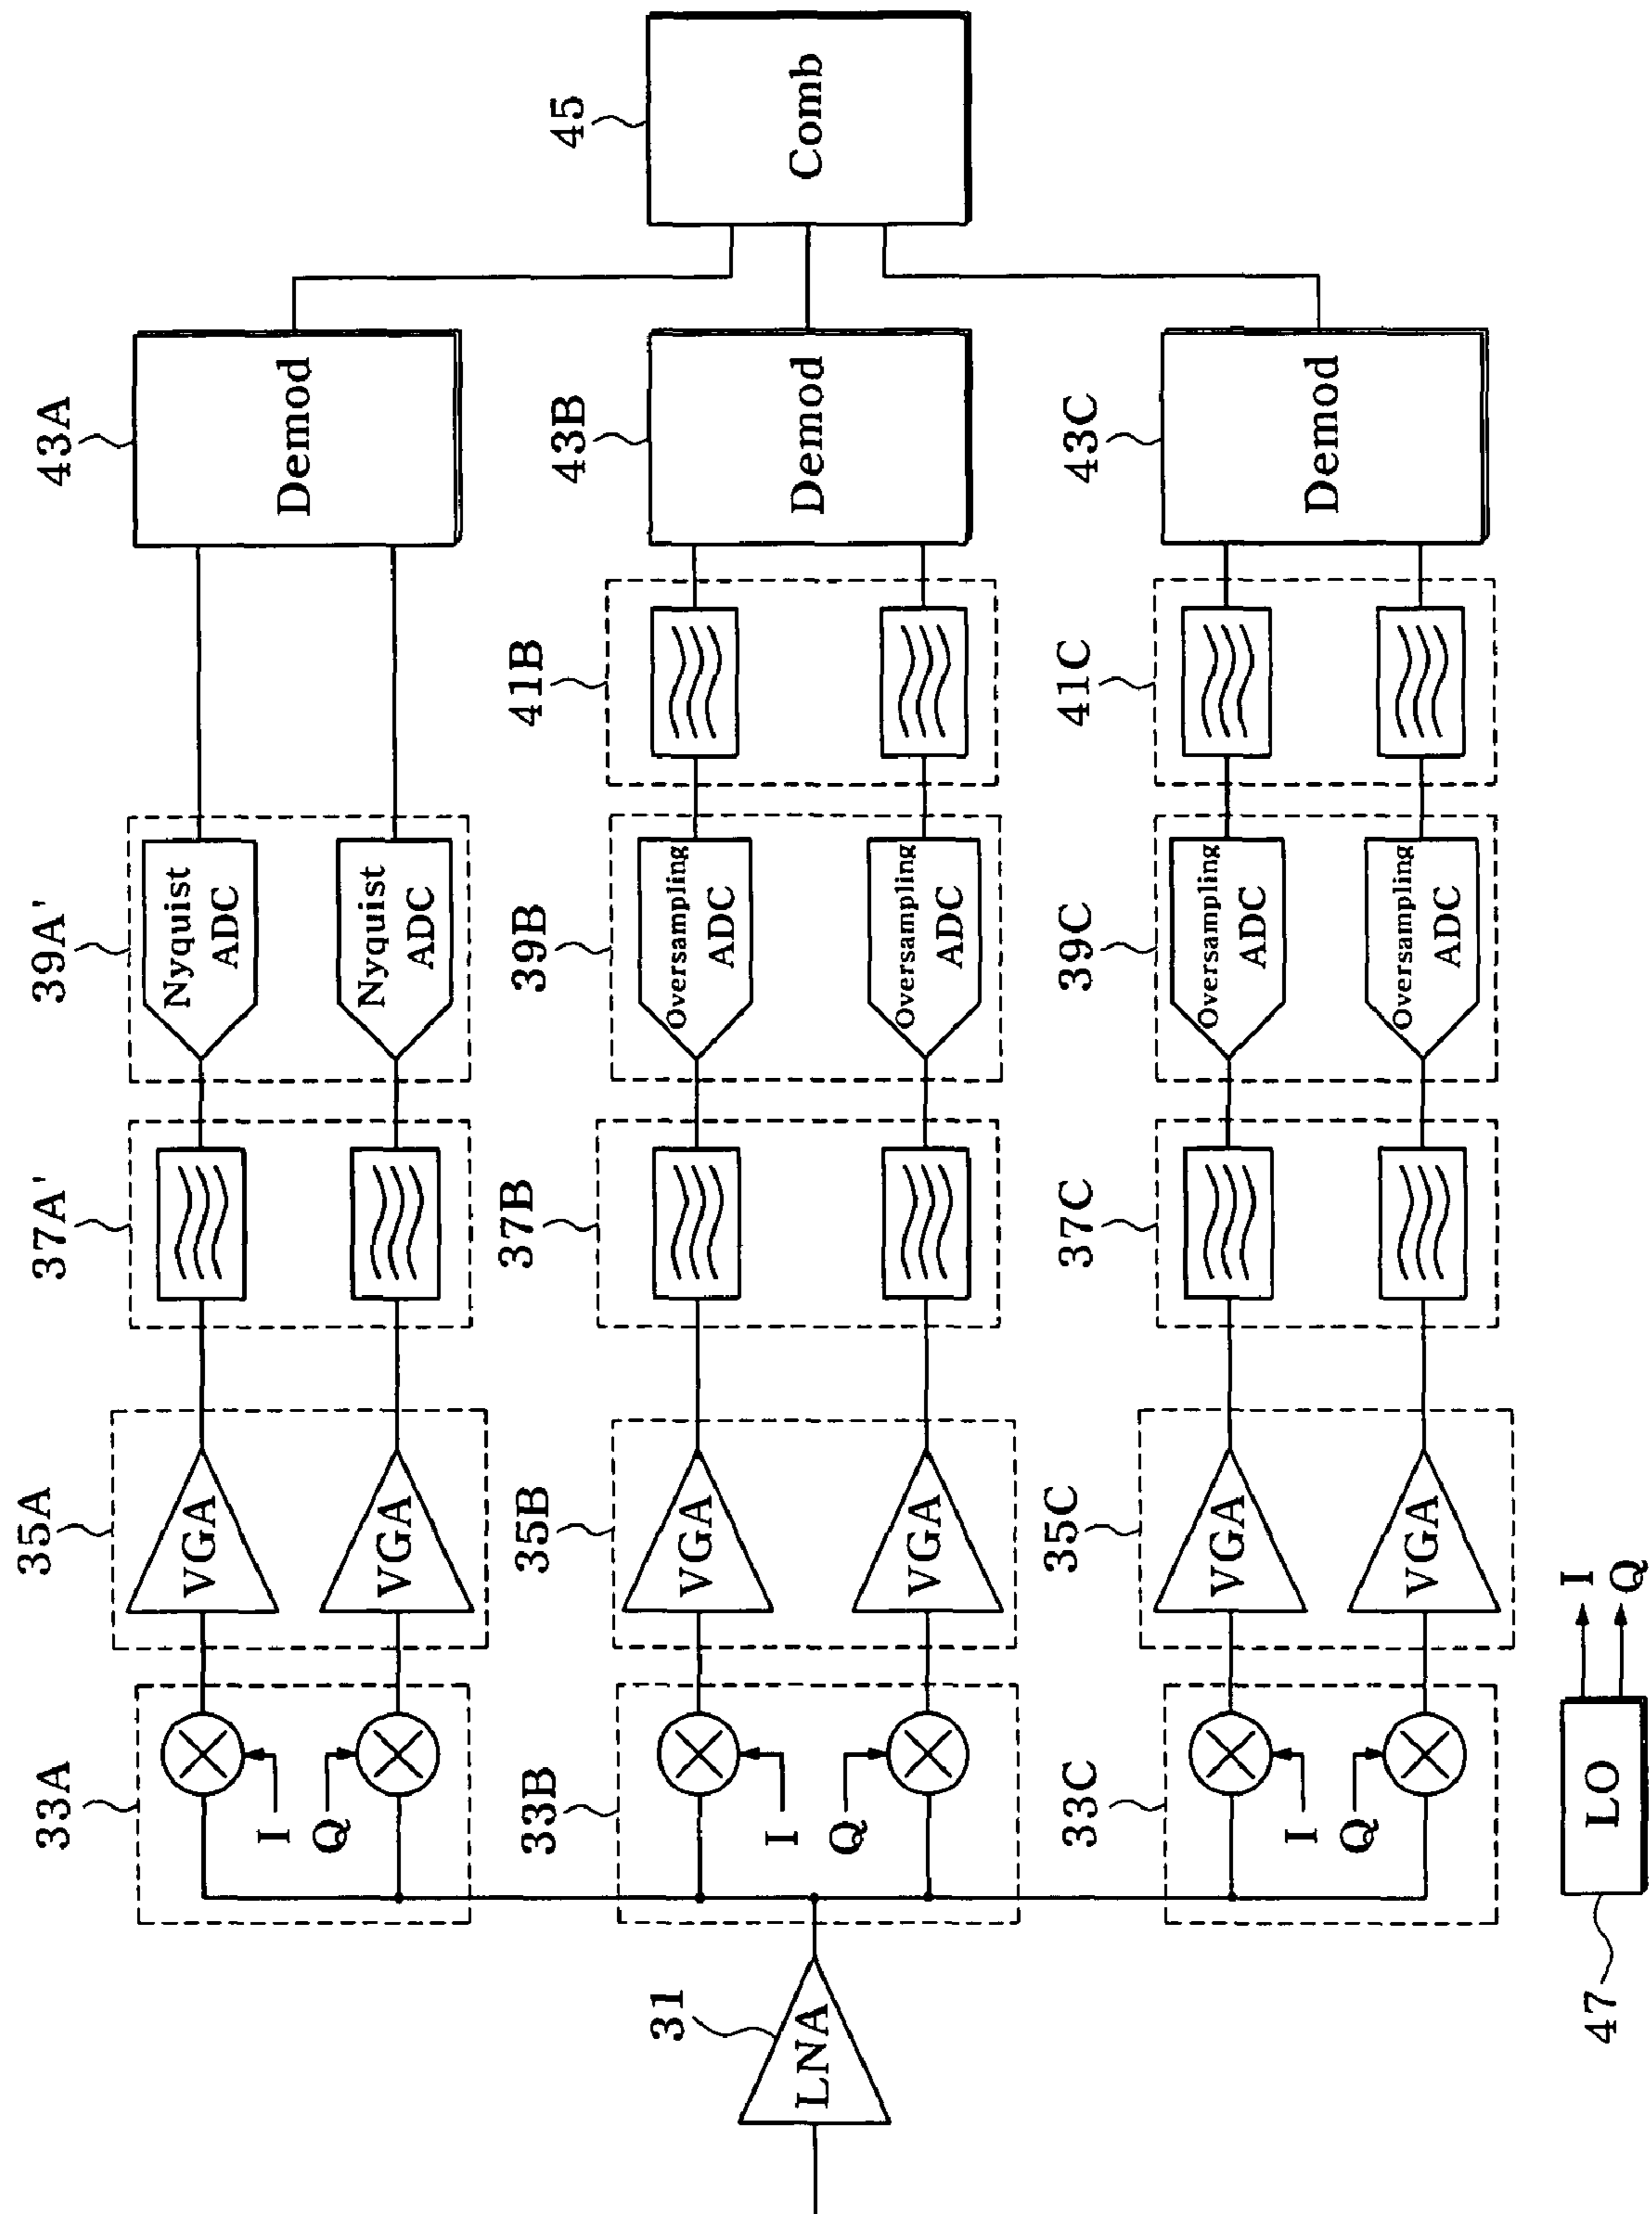 31
LNA
33A
I
Q
35A
VGA
VGA
37A'
39A'
Nyquist
ADC
Nyquist
ADC
43A
Demod
33B
I
Q
35B
VGA
VGA
37B
39B
Oversampling
ADC
Oversampling
ADC
41B
43B
Demod
45
Comb
33C
I
Q
35C
VGA
VGA
37C
39C
Oversampling
ADC
Oversampling
ADC
41C
43C
Demod
47
LO
I
Q